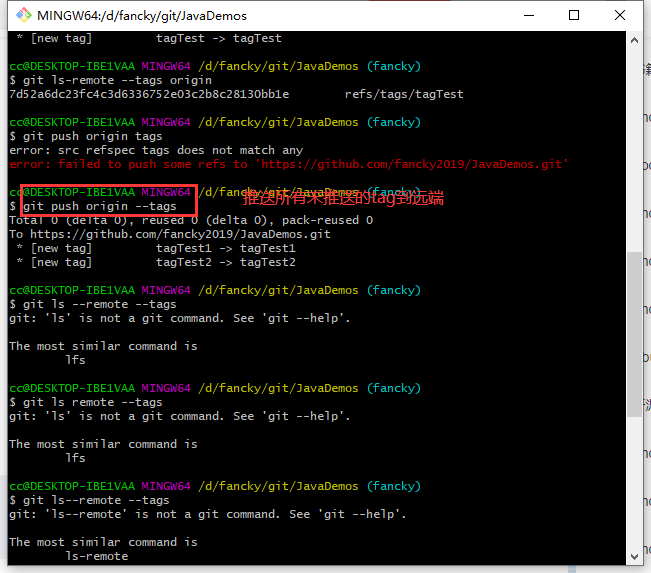 MINGW64:/d/fancky/git/JavaDemos
* [new tag]         tagTest -> tagTest
cc@DESKTOP-IBE1VAA MINGW64 /d/fancky/git/JavaDemos (fancky)
$ git ls-remote --tags origin
7d52a6dc23fc4c3d6336752e03c2b8c28130bb1e        refs/tags/tagTest
cc@DESKTOP-IBE1VAA MINGW64 /d/fancky/git/JavaDemos (fancky)
$ git push origin tags
error: src refspec tags does not match any
error: failed to push some refs to 'https://github.com/fancky2019/JavaDemos.git'
cc@DESKTOP-IBE1VAA MINGW64 /d/fancky/git/JavaDemos (fancky)
$ git push origin --tags 推送所有未推送的tag到远端
Total 0 (delta 0), reused 0 (delta 0), pack-reused 0
To https://github.com/fancky2019/JavaDemos.git
* [new tag]         tagTest1 -> tagTest1
* [new tag]         tagTest2 -> tagTest2
cc@DESKTOP-IBE1VAA MINGW64 /d/fancky/git/JavaDemos (fancky)
$ git ls --remote --tags
git: 'ls' is not a git command. See 'git --help'.
The most similar command is
lfs
cc@DESKTOP-IBE1VAA MINGW64 /d/fancky/git/JavaDemos (fancky)
$ git ls remote --tags
git: 'ls' is not a git command. See 'git --help'.
The most similar command is
lfs
cc@DESKTOP-IBE1VAA MINGW64 /d/fancky/git/JavaDemos (fancky)
$ git ls--remote --tags
git: 'ls--remote' is not a git command. See 'git --help'.
The most similar command is
ls-remote